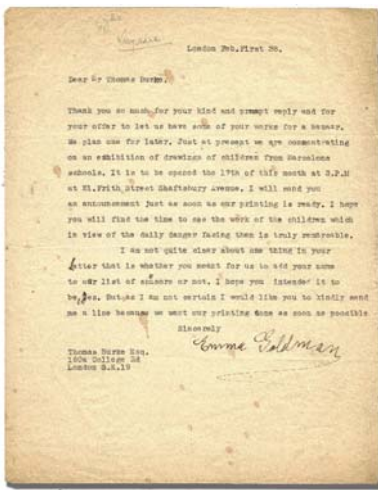 London Feb.First 38.
Dear Mr Thomas Burke.
Thank you so much for your kind and prompt reply and for
your offer to let us have some of your works for a bazaar.
We plan one for later. Just at present we are concentrating
on an exhibition of drawings of children from Barcelona
schools. It is to be opened the 17th of this month at 3.P.M
at 21.Frith Street Shaftsbury Avenue. I will send you
an announcement just as soon as our printing is ready. I hope
you will find the time to see the work of the children which
in view of the daily danger facing them is truly remarcable.
I am not quite clear about one thing in your
letter that is whether you meant for us to add your name
to our list of or not. I hope you intended it to
be yes. But as I am not certain I would like you to kindly send
me a line because we want our printing done as soon as possible
Sincerely
Emma Goldman
Thomas Burke Esq.
College Rd
London S.E.19